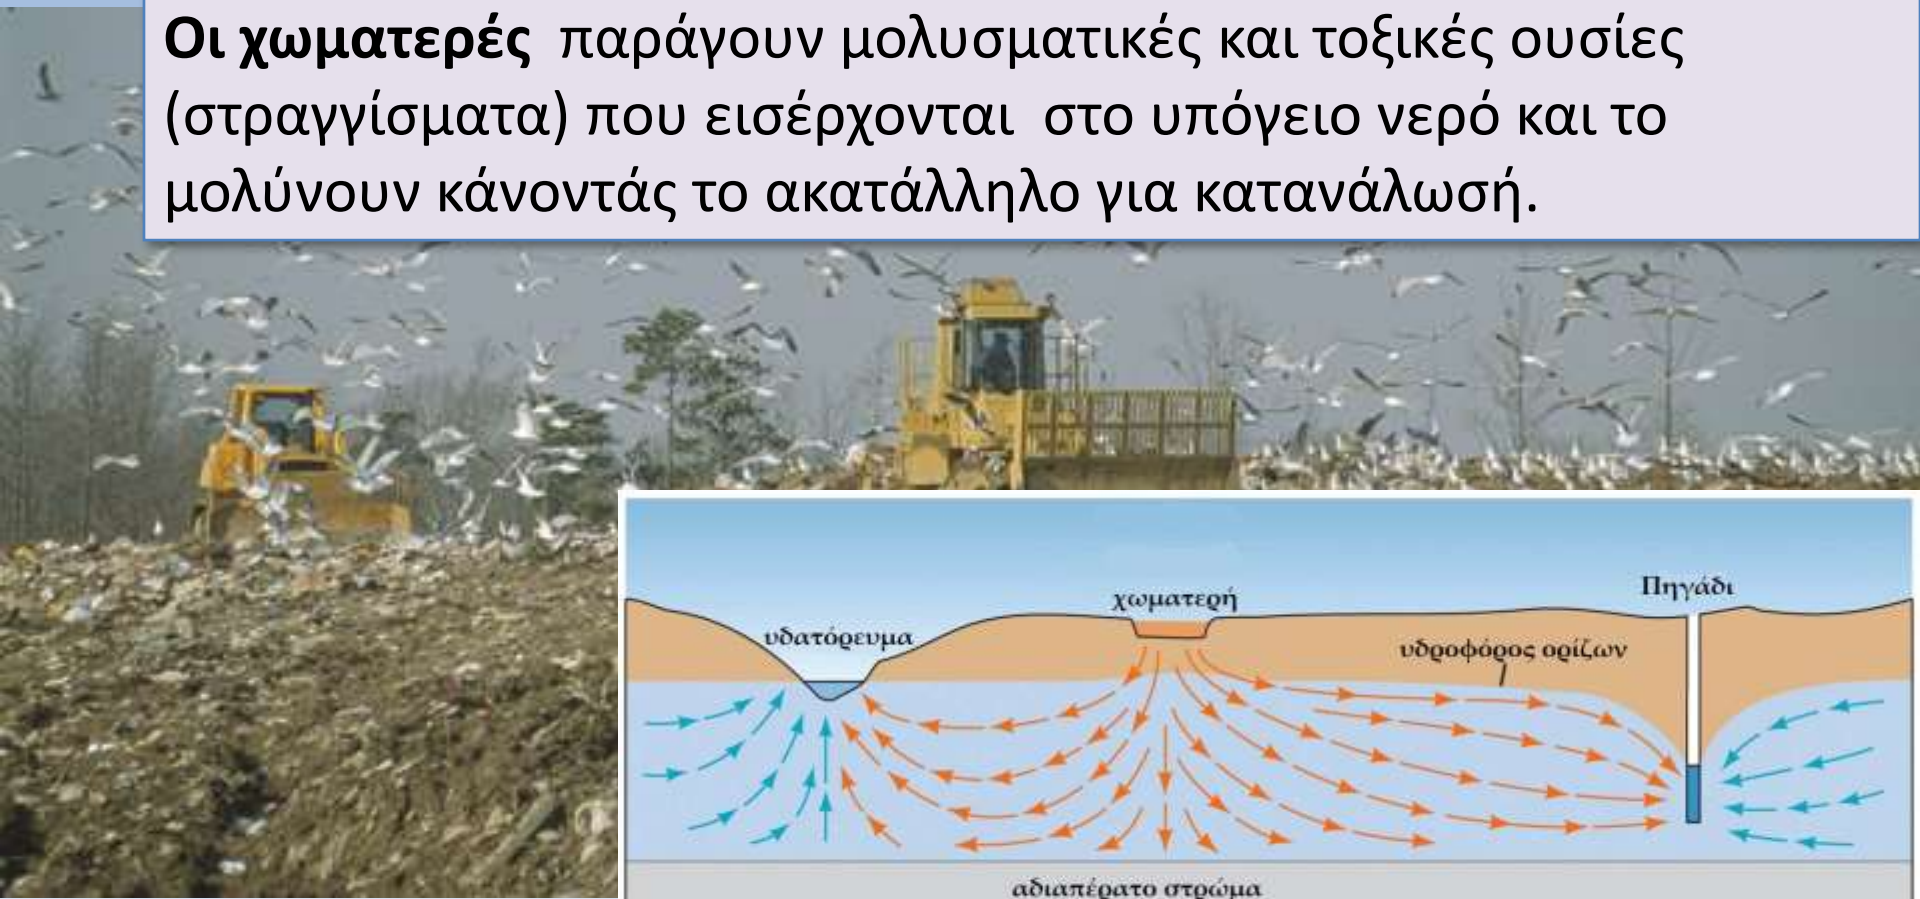 Οι χωματερές παράγουν μολυσματικές και τοξικές ουσίες
(στραγγίσματα) που εισέρχονται στο υπόγειο νερό και το
μολύνουν κάνοντάς το ακατάλληλο για κατανάλωσή.
χωματερή
Πηγάδι
υδατόρευμα
υδροφόρος ορίζων
αδιαπέρατο στρώμα